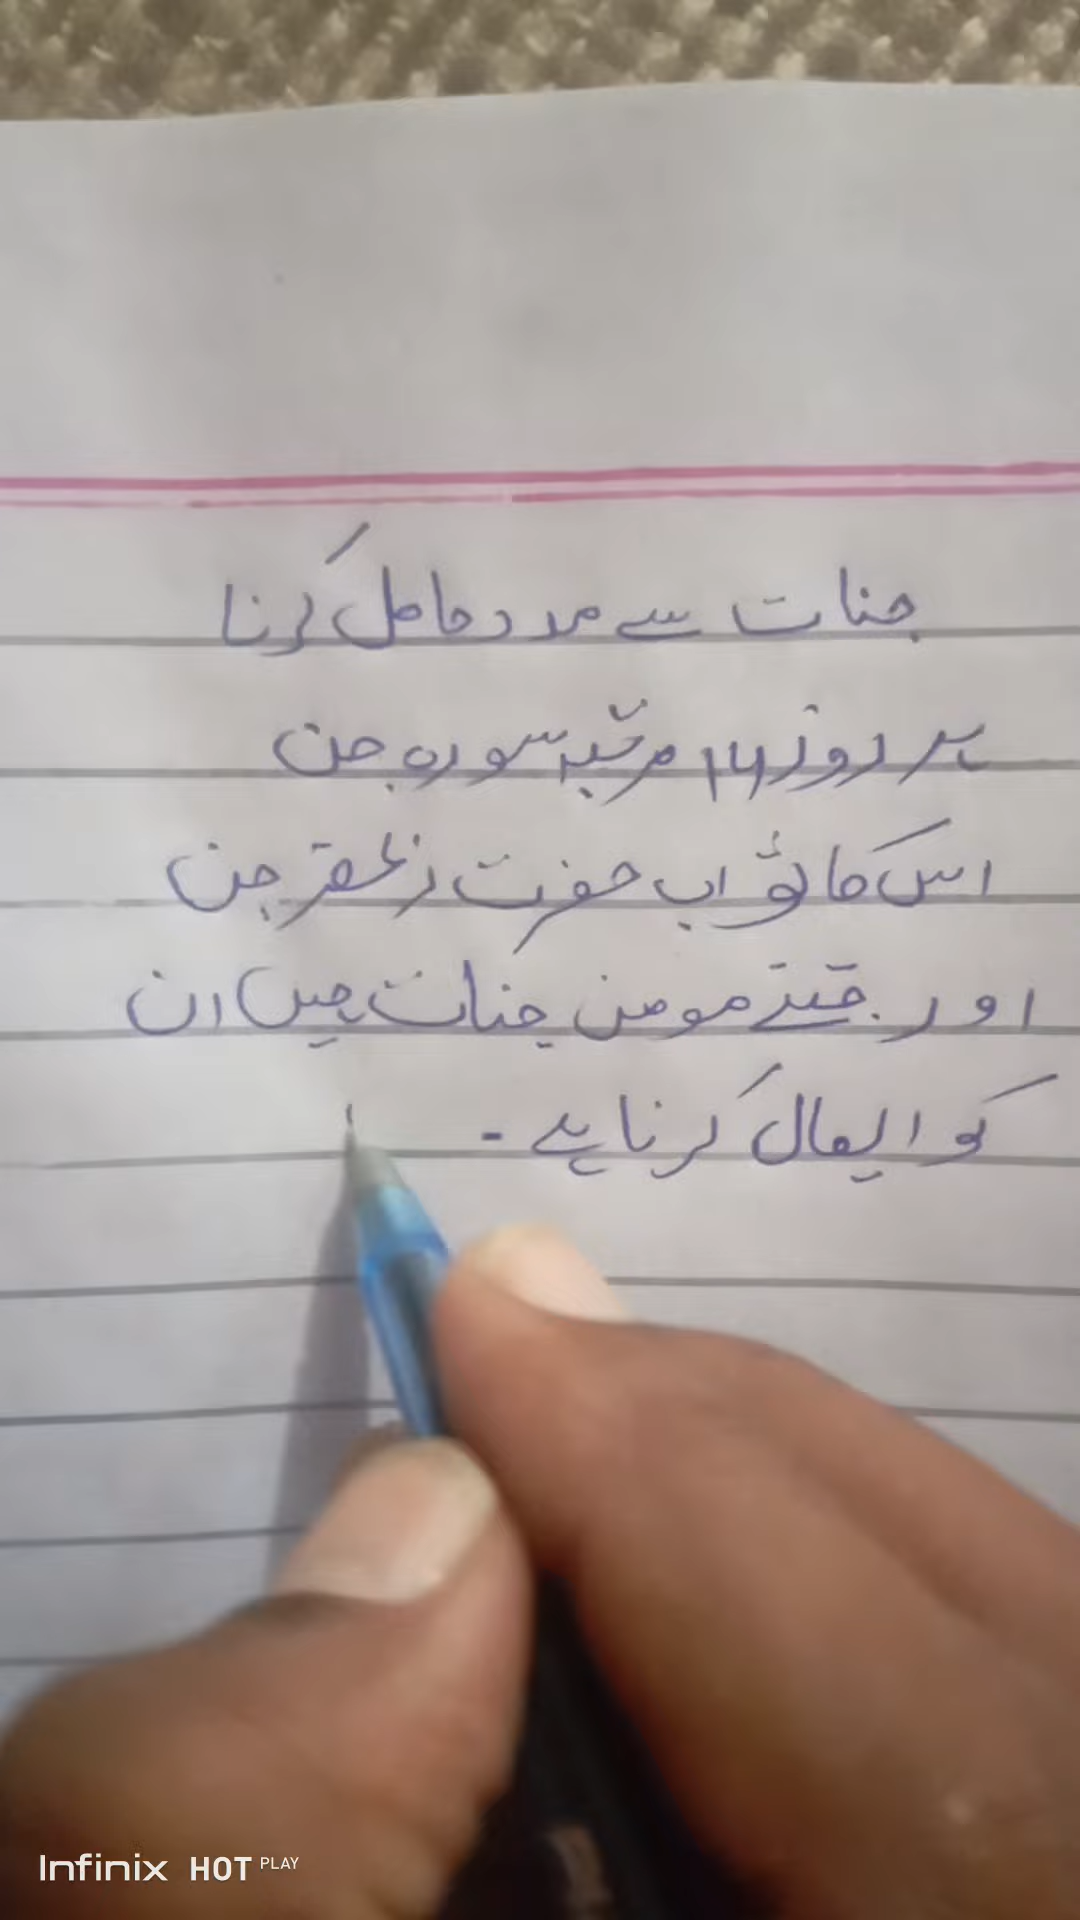 جنات سے مدد حاصل کرنا
ہر روز ۱۴ مرتبہ سورہ جن
اس کا ثواب حضرت زعفر جن
اور جتنے مومن جنات ہیں ان
کو ایصال کرنا ہے -
Infinix HOT PLAY